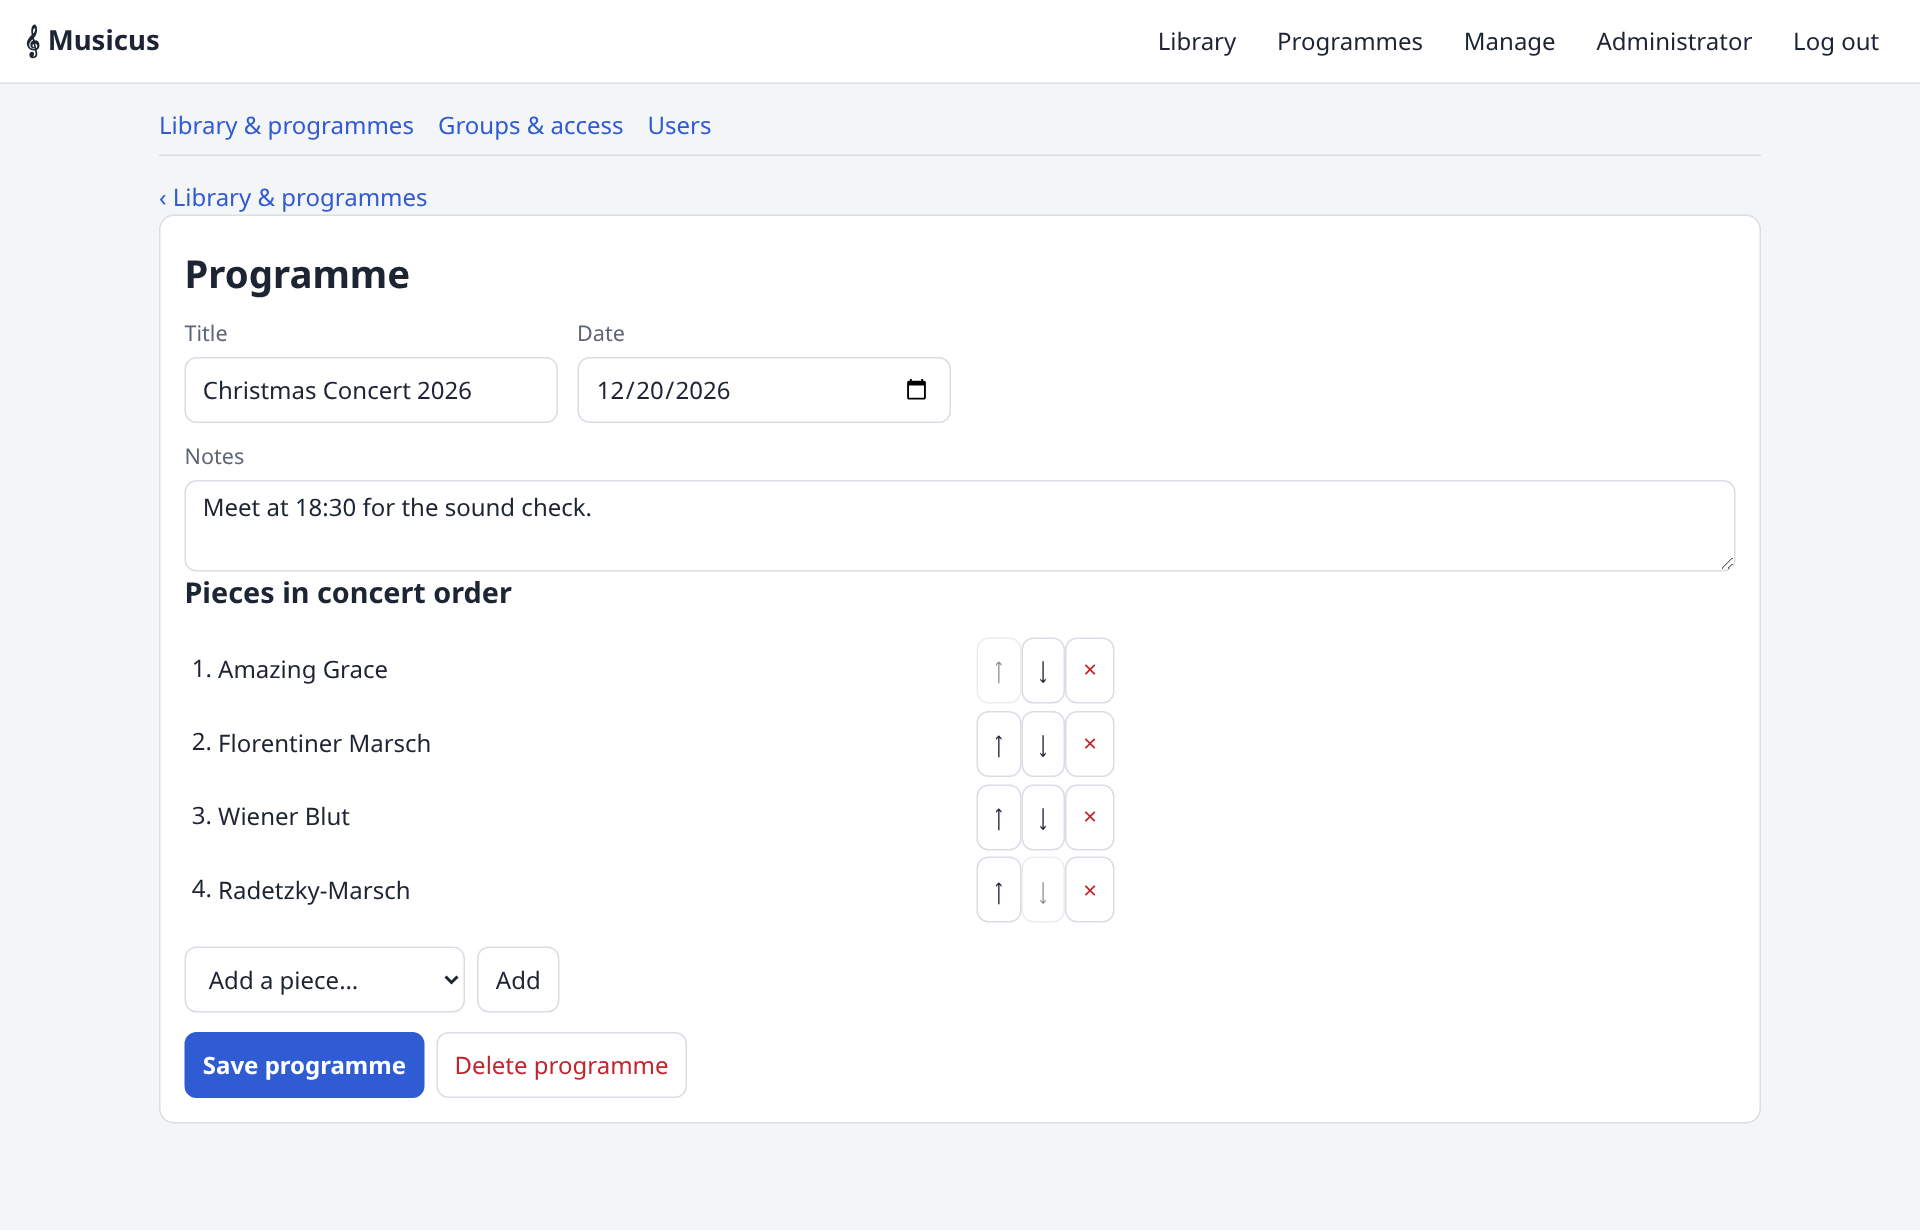 𝄞 Musicus
Library Programmes Manage Administrator Log out
Library & programmes Groups & access Users
‹ Library & programmes
Programme
Title Date
Christmas Concert 2026 12/20/2026
Notes
Meet at 18:30 for the sound check.
Pieces in concert order
1. Amazing Grace ↑ ↓ ×
2. Florentiner Marsch ↑ ↓ ×
3. Wiener Blut ↑ ↓ ×
4. Radetzky-Marsch ↑ ↓ ×
Add a piece... Add
Save programme Delete programme